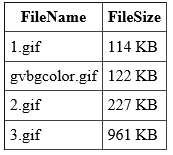 FileName FileSize
1.gif 114 KB
gvbgcolor.gif 122 KB
2.gif 227 KB
3.gif 961 KB